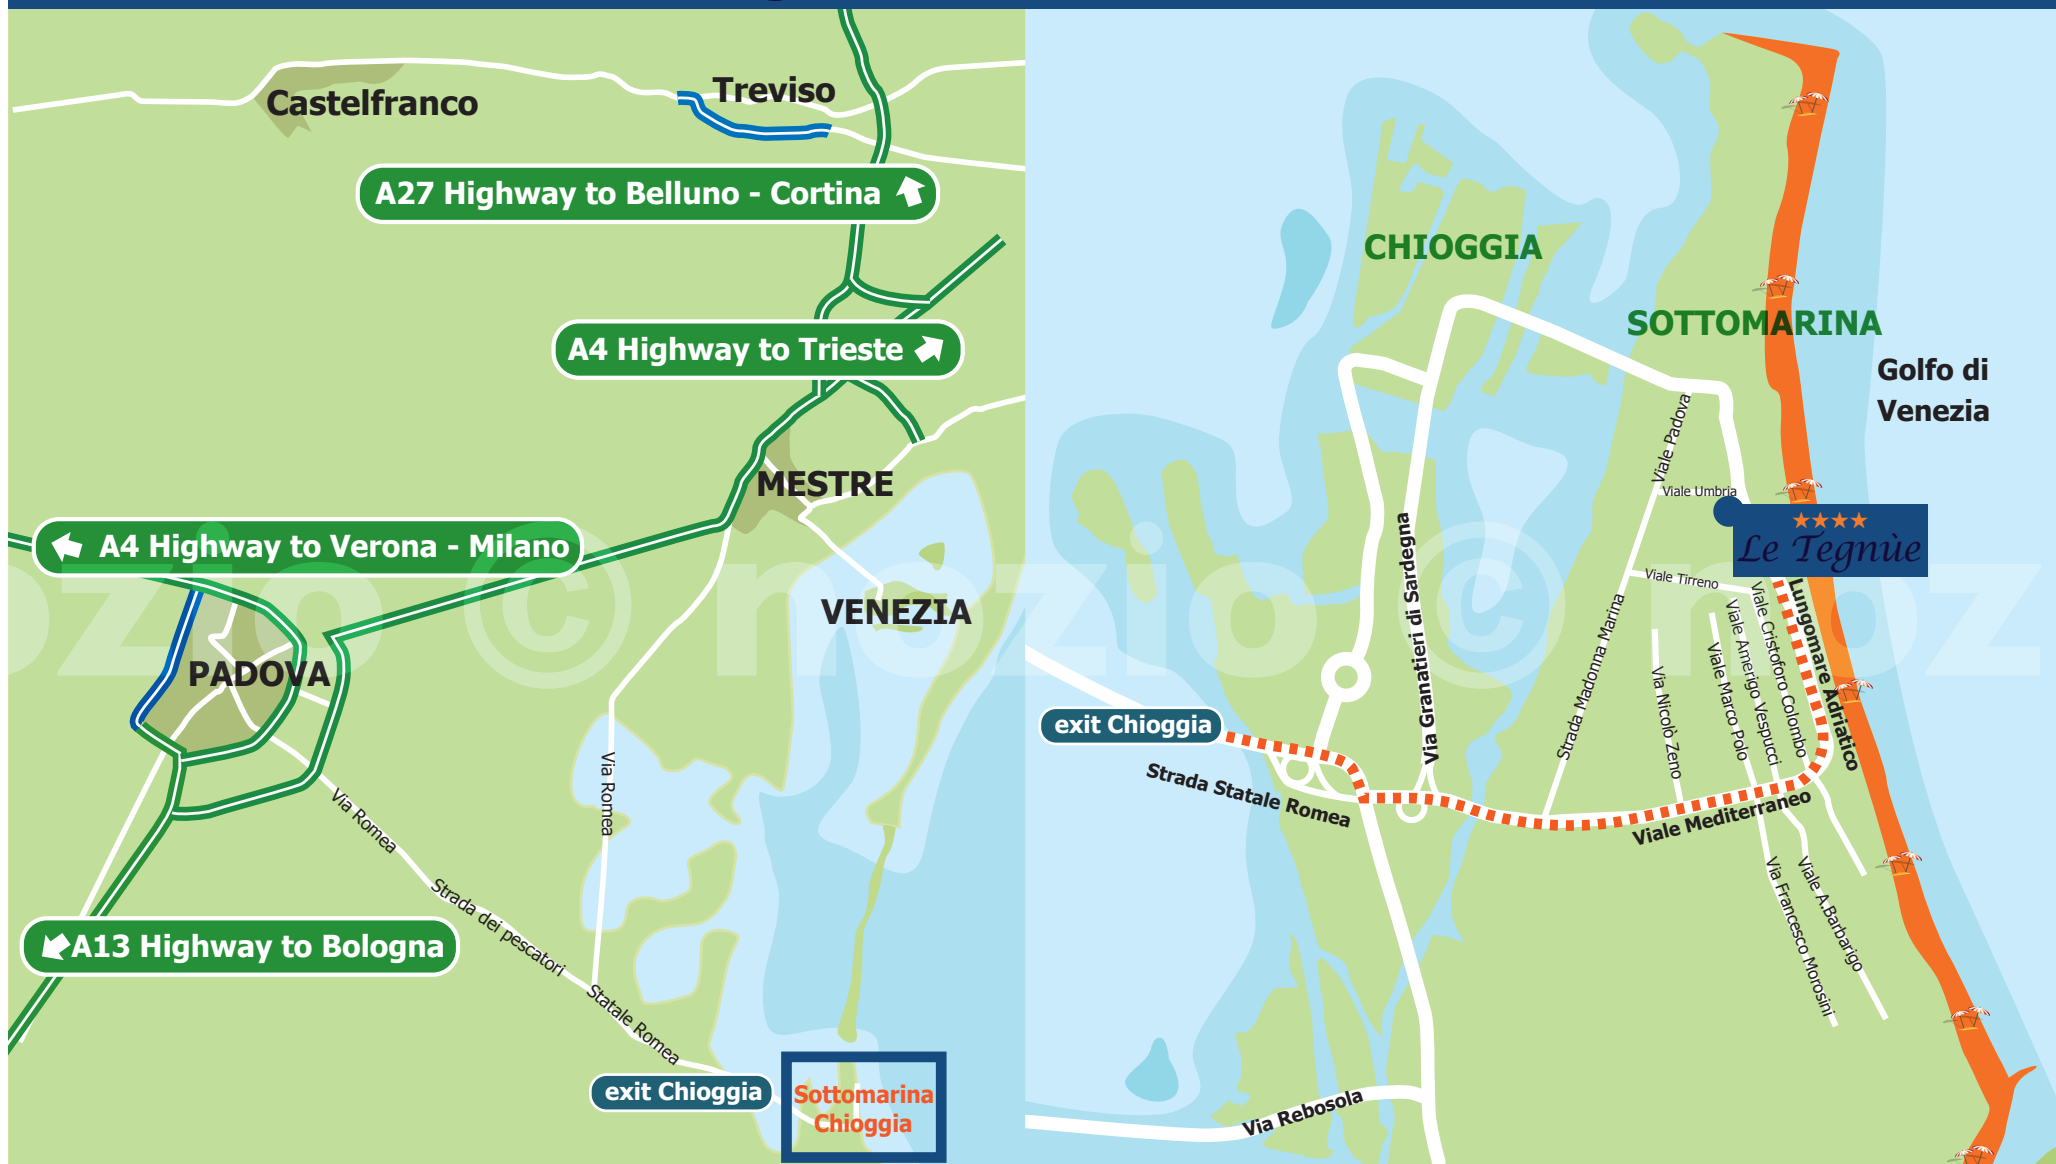 Castelfranco
Treviso
A27 Highway to Belluno - Cortina
A4 Highway to Trieste
MESTRE
A4 Highway to Verona - Milano
VENEZIA
PADOVA
Via Romea
Via Romea
Strada dei pescatori
A13 Highway to Bologna
Statale Romea
exit Chioggia
Sottomarina
Chioggia
CHIOGGIA
SOTTOMARINA
Golfo di
Venezia
Viale Padova
Viale Umbria
★★★★
Le Tegnùe
Via Granatieri di Sardegna
Viale Tirreno
Strada Madonna Marina
Via Nicolò Zeno
Viale Marco Polo
Viale Amerigo Vespucci
Viale Cristoforo Colombo
Lungomare Adriatico
exit Chioggia
Strada Statale Romea
Viale Mediterraneo
Via Francesco Morosini
Viale A.Barbarigo
Via Rebosola
nozio © nozio © noz